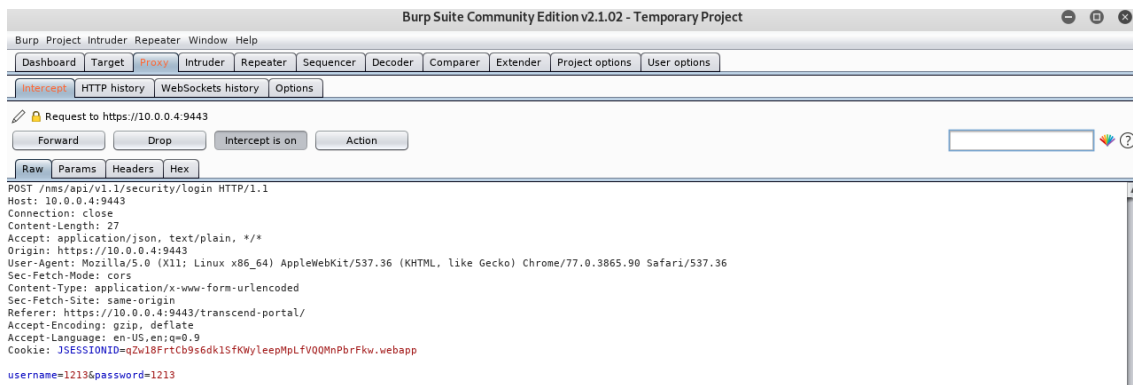 Burp Suite Community Edition v2.1.02 - Temporary Project
Burp Project Intruder Repeater Window Help
Dashboard Target Proxy Intruder Repeater Sequencer Decoder Comparer Extender Project options User options
Intercept HTTP history WebSockets history Options
Request to https://10.0.0.4:9443
Forward Drop Intercept is on Action
?
Raw Params Headers Hex
POST /nms/api/v1.1/security/login HTTP/1.1
Host: 10.0.0.4:9443
Connection: close
Content-Length: 27
Accept: application/json, text/plain, */*
Origin: https://10.0.0.4:9443
User-Agent: Mozilla/5.0 (X11; Linux x86_64) AppleWebKit/537.36 (KHTML, like Gecko) Chrome/77.0.3865.90 Safari/537.36
Sec-Fetch-Mode: cors
Content-Type: application/x-www-form-urlencoded
Sec-Fetch-Site: same-origin
Referer: https://10.0.0.4:9443/transcend-portal/
Accept-Encoding: gzip, deflate
Accept-Language: en-US,en;q=0.9
Cookie: JSESSIONID=qZw18FrtCb9s6dk1SfKWyleepMpLfVQQMnPbrFkw.webapp
username=1213&password=1213